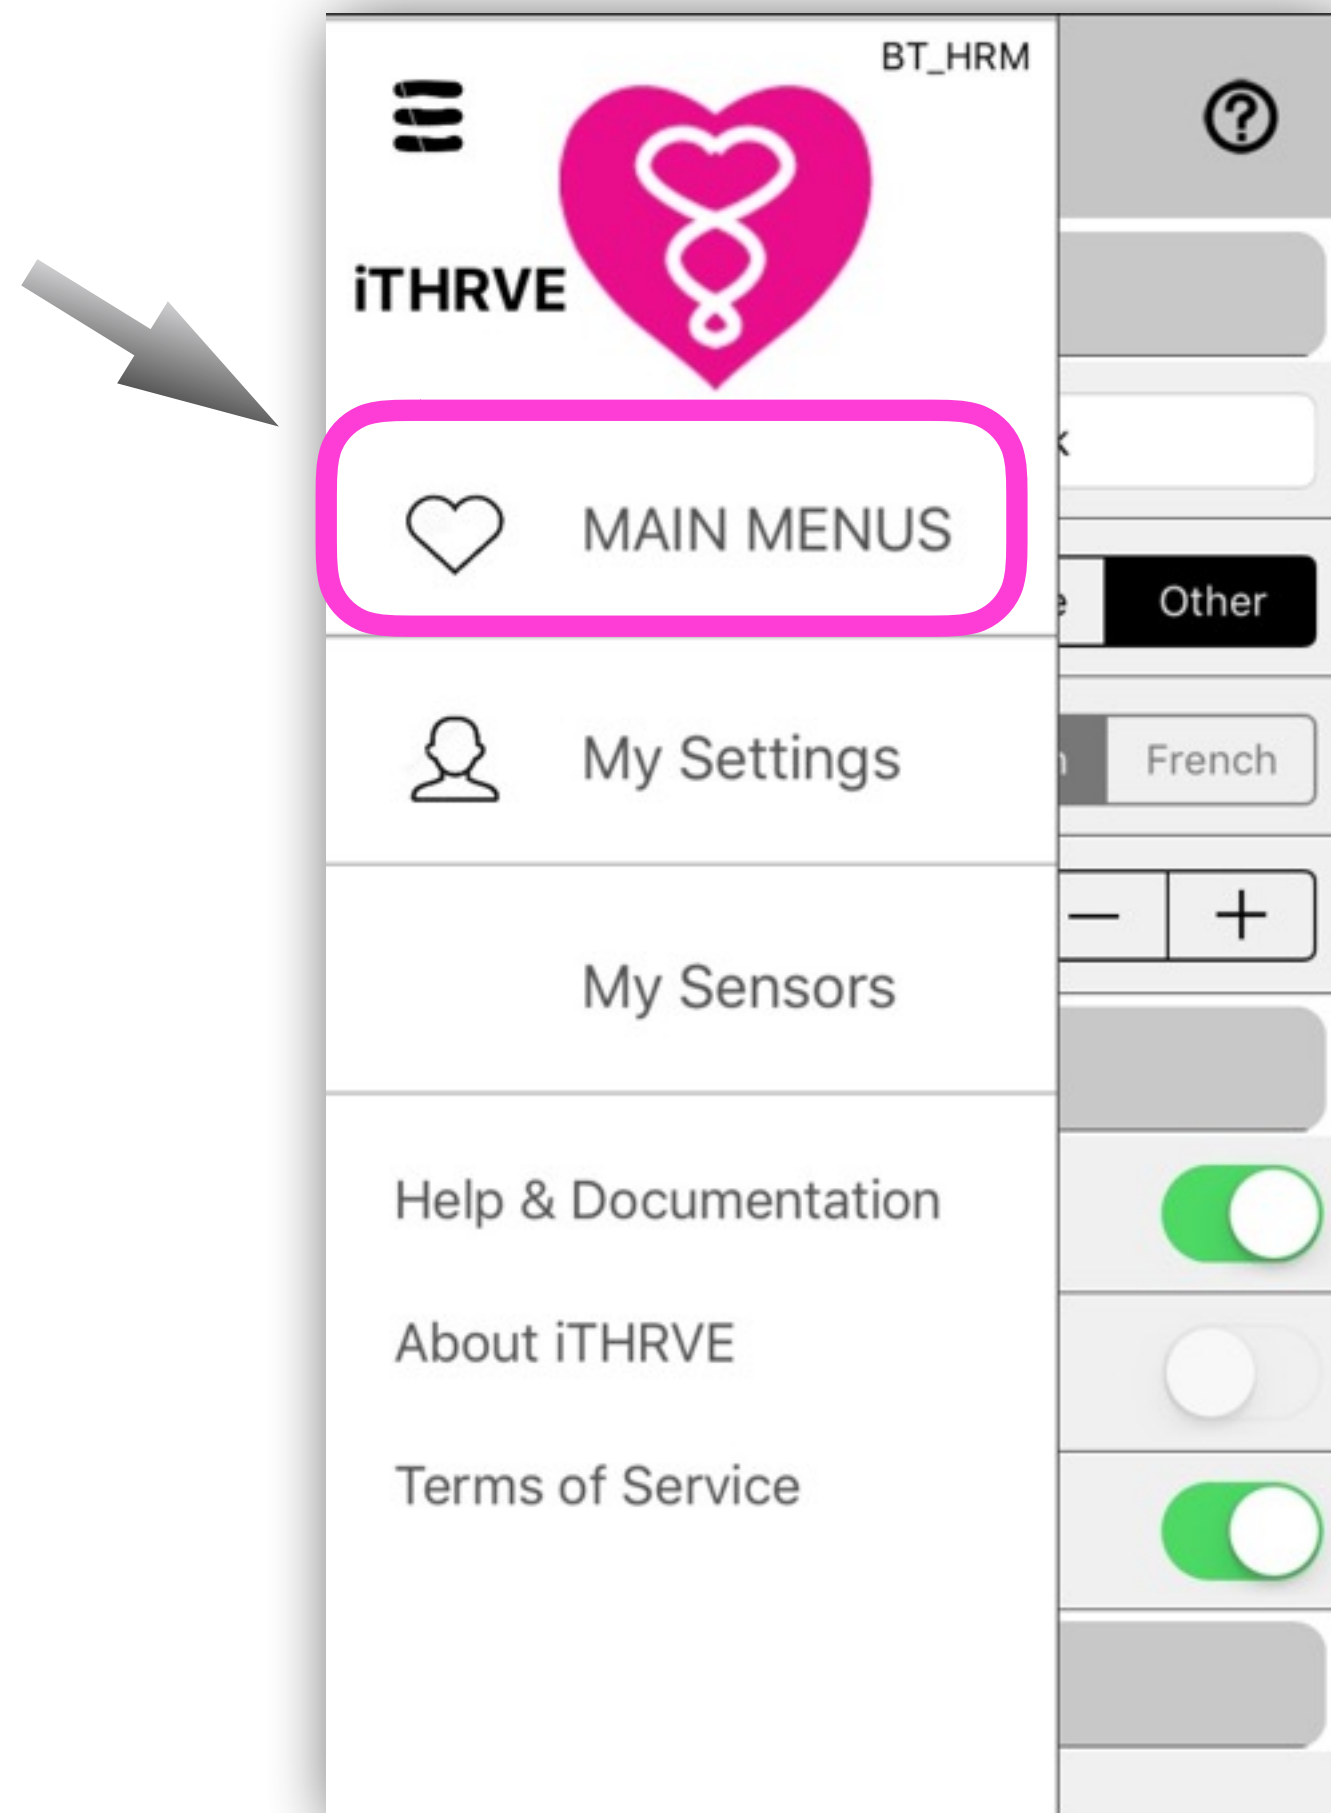 BT_HRM
iTHRVE
MAIN MENUS
Other
My Settings
French
My Sensors
Help & Documentation
About iTHRVE
Terms of Service